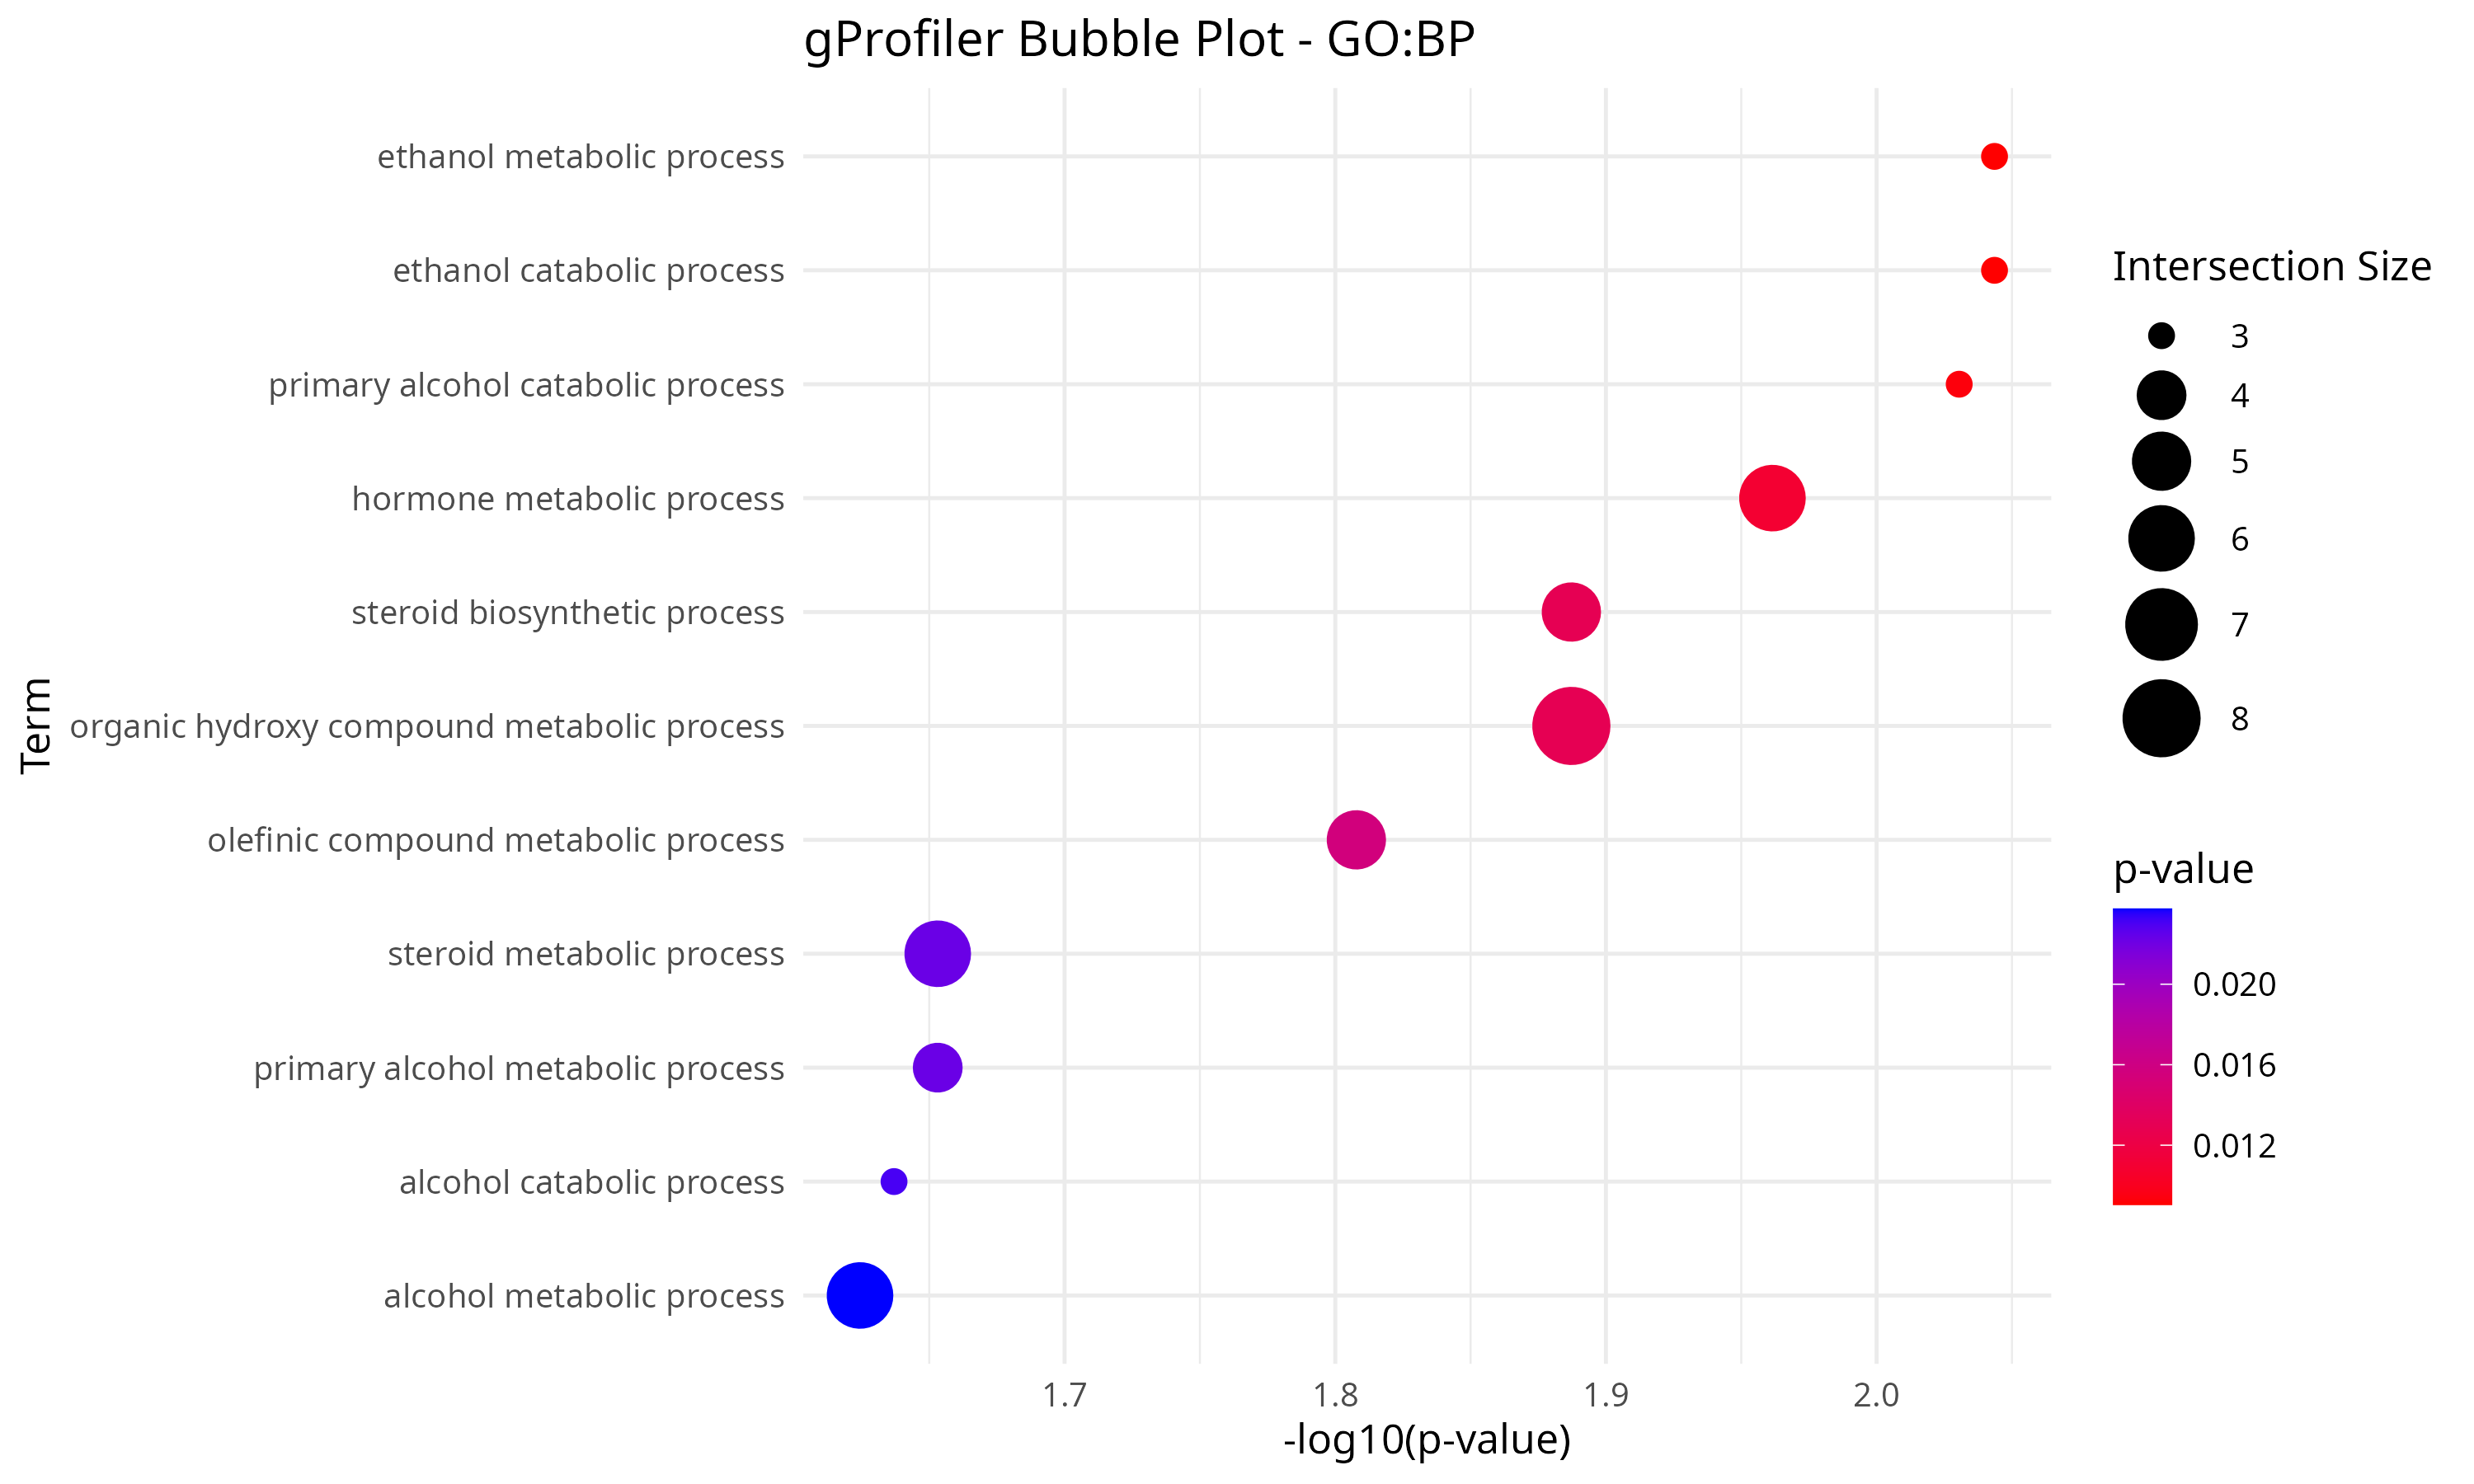 gProfiler Bubble Plot - GO:BP
Term
ethanol metabolic process
ethanol catabolic process
primary alcohol catabolic process
hormone metabolic process
steroid biosynthetic process
organic hydroxy compound metabolic process
olefinic compound metabolic process
steroid metabolic process
primary alcohol metabolic process
alcohol catabolic process
alcohol metabolic process
1.7
1.8
1.9
2.0
-log10(p-value)
Intersection Size
3
4
5
6
7
8
p-value
0.020
0.016
0.012